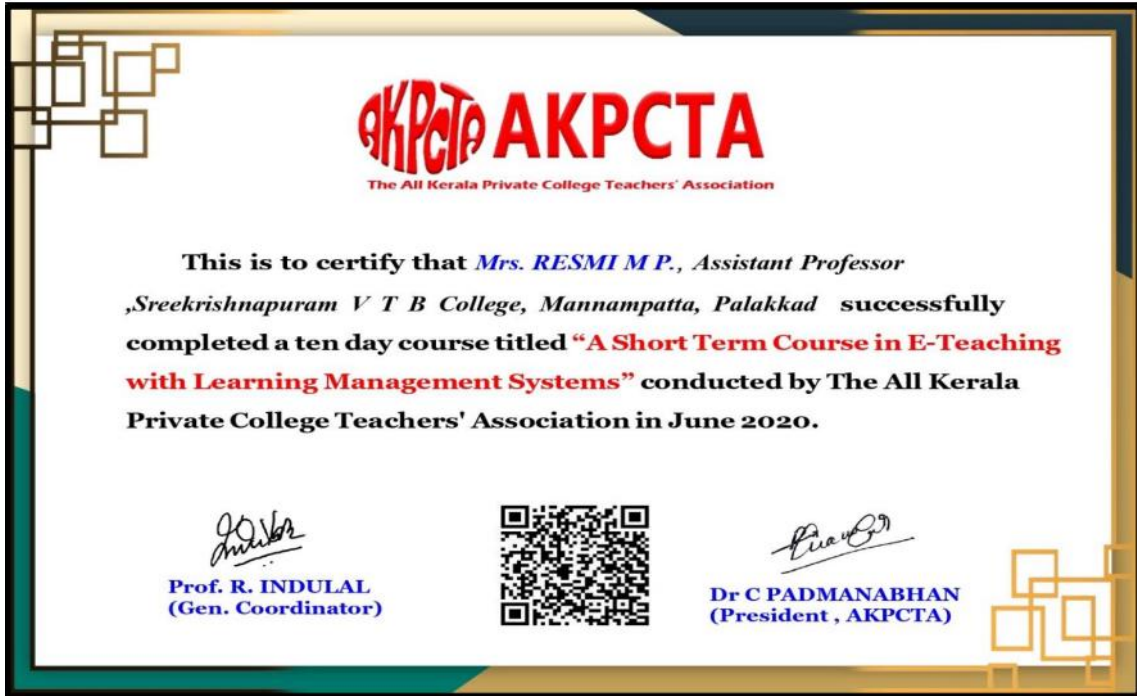 AKPCTA AKPCTA
The All Kerala Private College Teachers' Association
This is to certify that Mrs. RESMI M P., Assistant Professor
,Sreekrishnapuram V T B College, Mannampatta, Palakkad successfully
completed a ten day course titled “A Short Term Course in E-Teaching
with Learning Management Systems” conducted by The All Kerala
Private College Teachers' Association in June 2020.
Prof. R. INDULAL
(Gen. Coordinator)
Dr C PADMANABHAN
(President , AKPCTA)